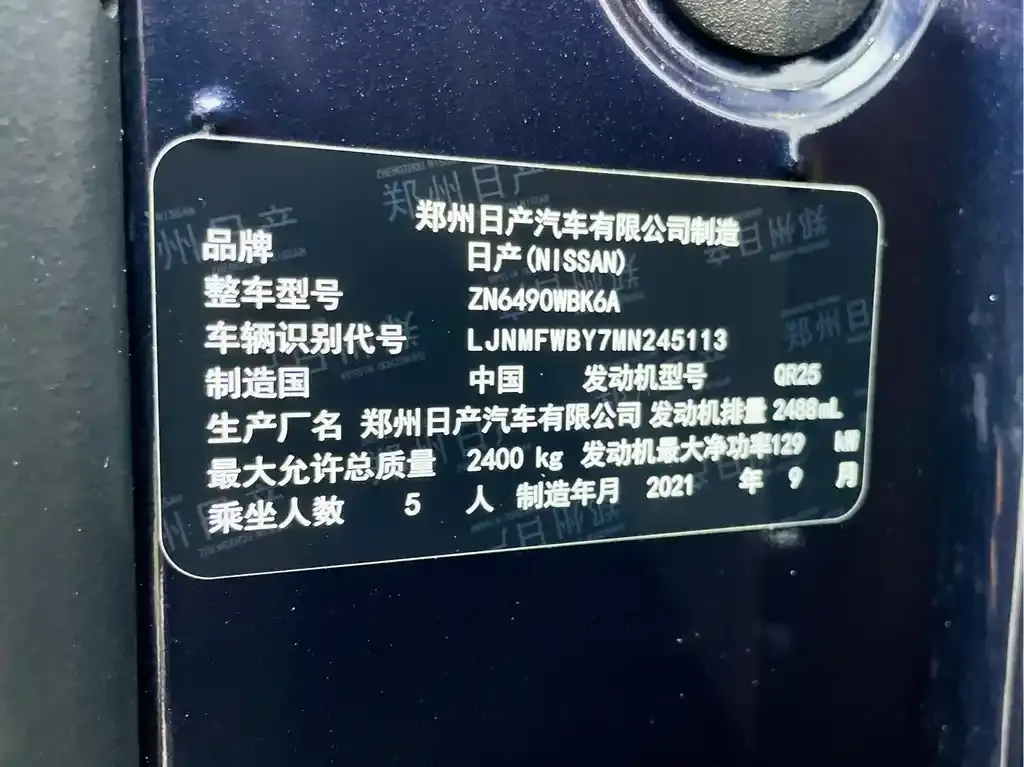 郑州日产汽车有限公司制造
品牌 日产(NISSAN)
整车型号 ZN6490WBK6A
车辆识别代号 LJNMFWBY7MN245113
制造国 中国 发动机型号 QR25
生产厂名 郑州日产汽车有限公司 发动机排量 2488mL
最大允许总质量 2400 kg 发动机最大净功率129 kW
乘坐人数 5 人 制造年月 2021 年 9 月